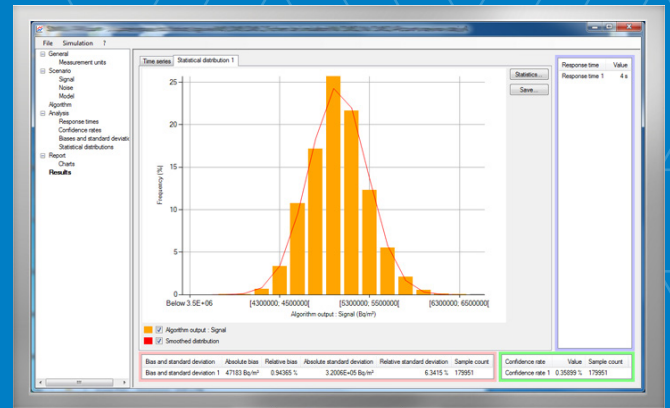 File Simulation ?
General
Measurement units
Scenario
Signal
Noise
Model
Algorithm
Analysis
Response times
Confidence rates
Biases and standard deviatic
Statistical distributions
Report
Charts
Results
Time series Statistical distribution 1
Statistics...
Save...
Response time Value
Response time 1 4 s
Frequency (%)
25
20
15
10
5
0
Below 3.5E+06 [4300000; 4500000[ [5300000; 5500000[ [6300000; 6500000[
Algorithm output : Signal (Bq/m³)
Algorithm output : Signal
Smoothed distribution
Bias and standard deviation Absolute bias Relative bias Absolute standard deviation Relative standard deviation Sample count
Bias and standard deviation 1 47183 Bq/m³ 0.94365 % 3.2006E+05 Bq/m³ 6.3415 % 179951
Confidence rate Value Sample count
Confidence rate 1 0.35899 % 179951